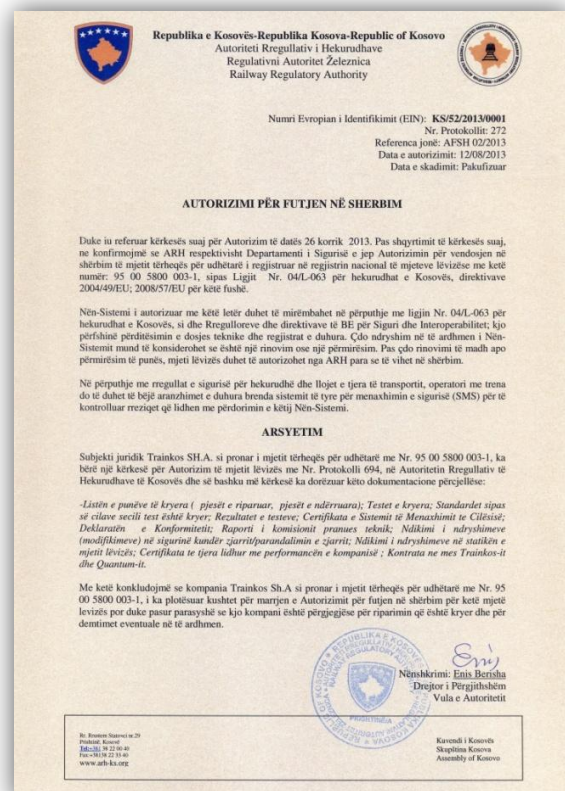 Republika e Kosovës-Republika Kosova-Republic of Kosovo
Autoriteti Rregullativ i Hekurudhave
Regulativni Autoritet Železnica
Railway Regulatory Authority
Numri Evropian i Identifikimit (EIN): KS/52/2013/0001
Nr. Protokollit: 272
Referenca jonë: AFSH 02/2013
Data e autorizimit: 12/08/2013
Data e skadimit: Pakufizuar
AUTORIZIMI PËR FUTJEN NË SHERBIM
Duke iu referuar kërkesës suaj për Autorizim të datës 26 korrik 2013. Pas shqyrtimit të kërkesës suaj,
ne konfirmojmë se ARH respektivisht Departamenti i Sigurisë e jep Autorizimin për vendosjen në
shërbim të mjetit tërheqës për udhëtarë i regjistruar në regjistrin nacional të mjeteve lëvizëse me ketë
numër: 95 00 5800 003-1, sipas Ligjit Nr. 04/L-063 për hekurudhat e Kosovës, direktivave
2004/49/EU; 2008/57/EU për këtë fushë.
Nën-Sistemi i autorizuar me këtë letër duhet të mirëmbahet në përputhje me ligjin Nr. 04/L-063 për
hekurudhat e Kosovës, si dhe Rregulloreve dhe direktivave të BE për Siguri dhe Interoperabilitet; kjo
përfshinë përditësimin e dosjes teknike dhe regjistrat e duhura. Çdo ndryshim në të ardhmen i Nën-
Sistemit mund të konsiderohet se është një rinovim ose një përmirësim. Pas çdo rinovimi të madh apo
përmirësim të punës, mjeti lëvizës duhet të autorizohet nga ARH para se të vihet në shërbim.
Në përputhje me rregullat e sigurisë për hekurudhë dhe llojet e tjera të transportit, operatori me trena
do të duhet të bëjë aranzhimet e duhura brenda sistemit të tyre për menaxhimin e sigurisë (SMS) për të
kontrolluar rreziqet që lidhen me përdorimin e këtij Nën-Sistemi.
ARSYETIM
Subjekti juridik Trainkos SH.A. si pronar i mjetit tërheqës për udhëtarë me Nr. 95 00 5800 003-1, ka
bërë një kërkesë për Autorizim të mjetit lëvizës me Nr. Protokolli 694, në Autoritetin Rregullativ të
Hekurudhave të Kosovës dhe së bashku më kërkesë ka dorëzuar këto dokumentacione përcjellëse:
-Listën e punëve të kryera ( pjesët e riparuar, pjesët e ndërruara); Testet e kryera; Standardet sipas
së cilave secili test është kryer; Rezultatet e testeve; Certifikata e Sistemit të Menaxhimit te Cilësisë;
Deklaratën e Konformitetit; Raporti i komisionit pranues teknik; Ndikimi i ndryshimeve
(modifikimeve) në sigurinë kundër zjarrit/parandalimin e zjarrit; Ndikimi i ndryshimeve në statikën e
mjetit lëvizës; Certifikata te tjera lidhur me performancën e kompanisë ; Kontrata ne mes Trainkos-it
dhe Quantum-it.
Me ketë konkludojmë se kompania Trainkos Sh.A si pronar i mjetit tërheqës për udhëtarë me Nr. 95
00 5800 003-1, i ka plotësuar kushtet për marrjen e Autorizimit për futjen në shërbim për ketë mjetë
levizës por duke pasur parasyshë se kjo kompani është përgjegjëse për riparimin që është kryer dhe për
demtimet eventuale në të ardhmen.
Nënshkrimi: Enis Berisha
Drejtor i Përgjithshëm
Vula e Autoritetit
Prishtinë, Kosovë
www.arh-ks.org
Kuvendi i Kosovës
Skupština Kosova
Assembly of Kosovo